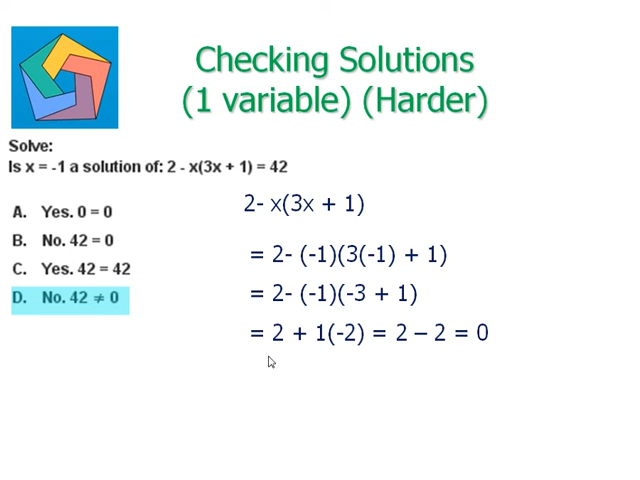 Checking Solutions
(1 variable) (Harder)
Solve:
Is x = -1 a solution of: 2 - x(3x + 1) = 42
A. Yes. 0 = 0
B. No. 42 = 0
C. Yes. 42 = 42
D. No. 42 ≠ 0
2- x(3x + 1)
= 2- (-1)(3(-1) + 1)
= 2- (-1)(-3 + 1)
= 2 + 1(-2) = 2 – 2 = 0